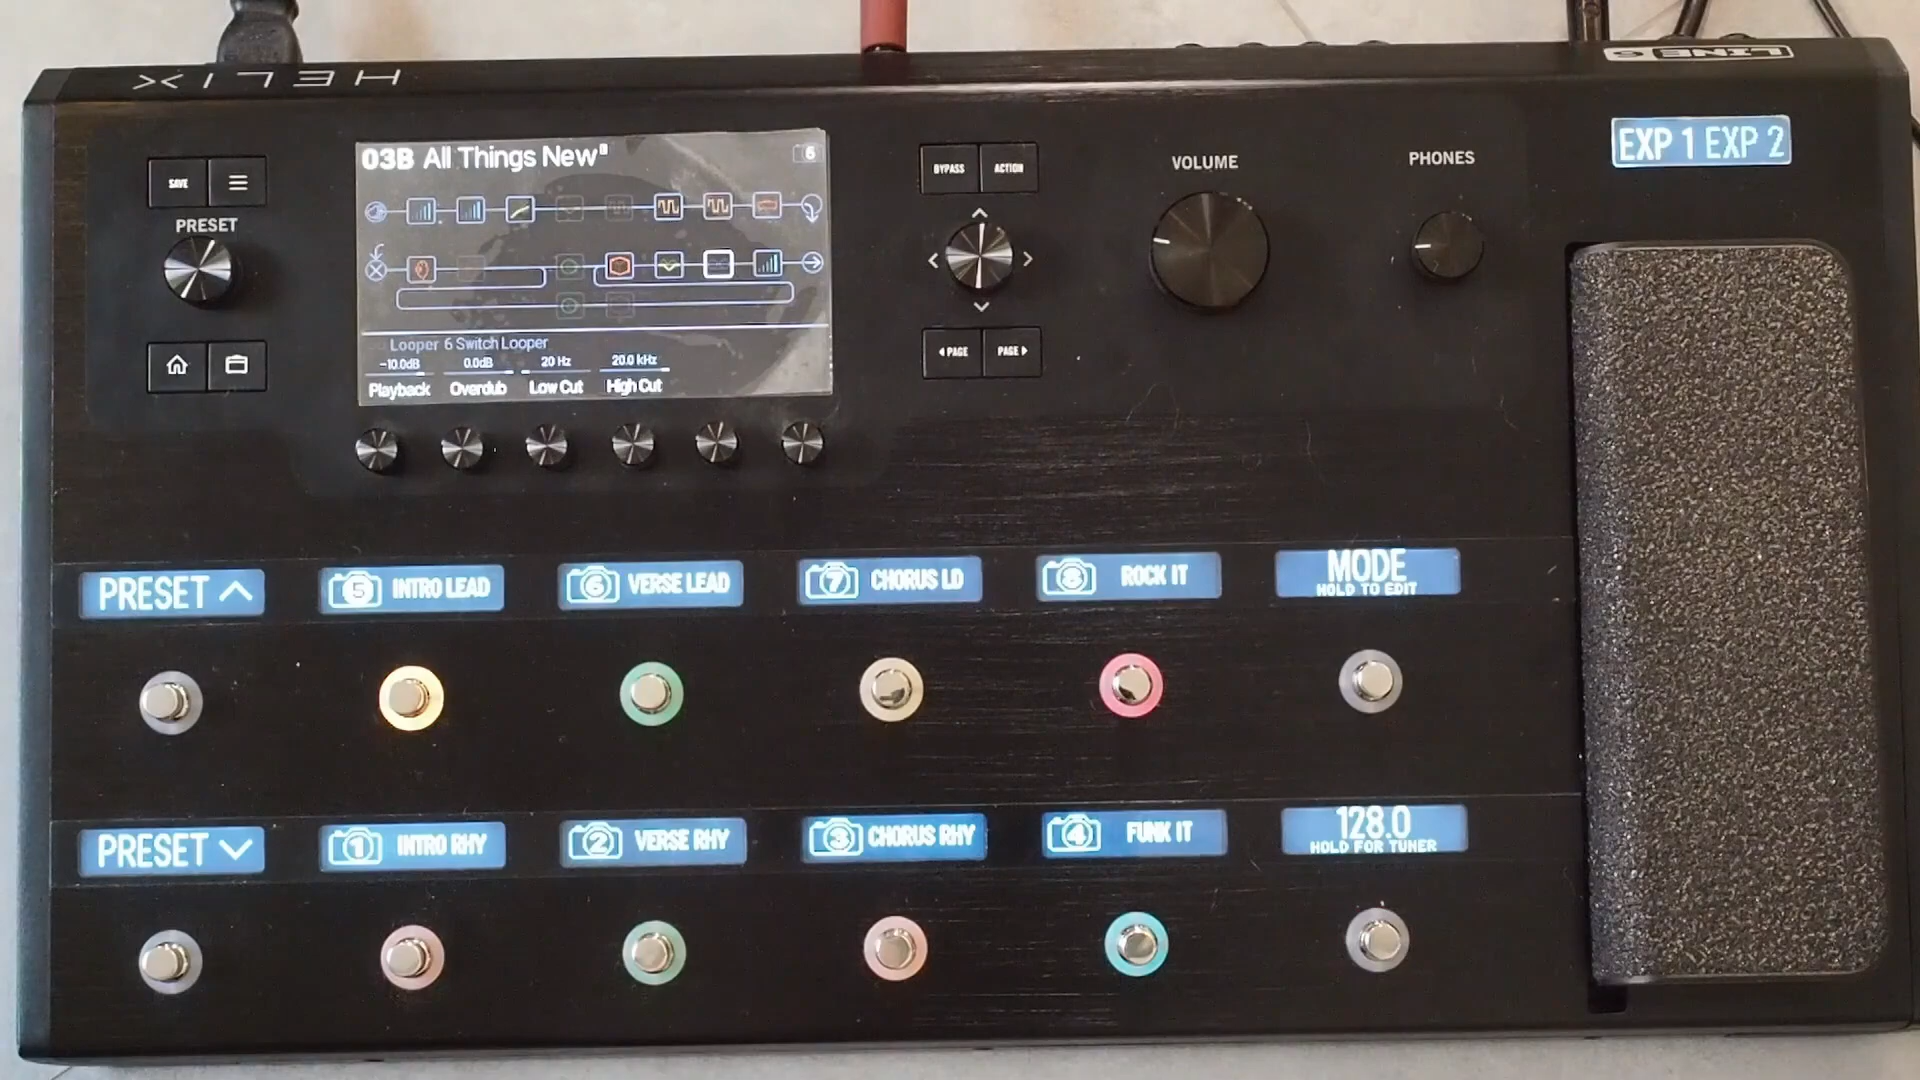 HELIX
LINE 6
SAVE
PRESET
03B All Things New
6
Looper 6 Switch Looper
-10.0dB 0.0dB 20 Hz 20.0 kHz
Playback Overdub Low Cut High Cut
BYPASS ACTION
PAGE PAGE
VOLUME
PHONES
EXP 1 EXP 2
PRESET
5 INTRO LEAD
6 VERSE LEAD
7 CHORUS LD
8 ROCK IT
MODE
HOLD TO EDIT
PRESET
1 INTRO RHY
2 VERSE RHY
3 CHORUS RHY
4 FUNK IT
128.0
HOLD FOR TUNER